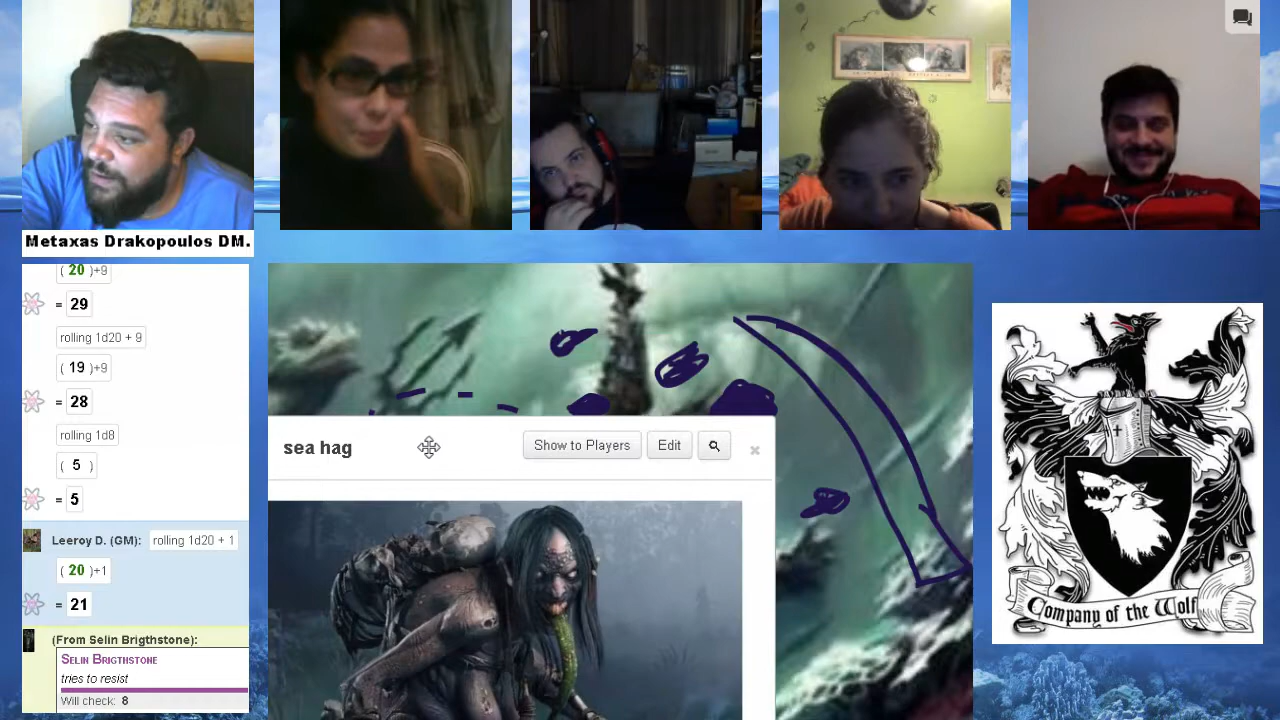 Metaxas Drakopoulos DM.
( 20 )+9
= 29
rolling 1d20 + 9
( 19 )+9
= 28
rolling 1d8
( 5 )
= 5
Leeroy D. (GM): rolling 1d20 + 1
( 20 )+1
= 21
(From Selin Brigthstone):
Selin Brigthstone
tries to resist
Will check: 8
sea hag
Show to Players
Edit
×
Company of the Wolf